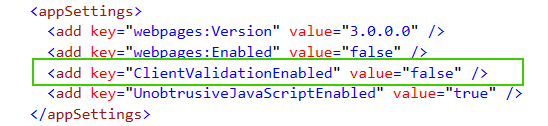 <appSettings>
<add key="webpages:Version" value="3.0.0.0" />
<add key="webpages:Enabled" value="false" />
<add key="ClientValidationEnabled" value="false" />
<add key="UnobtrusiveJavaScriptEnabled" value="true" />
</appSettings>